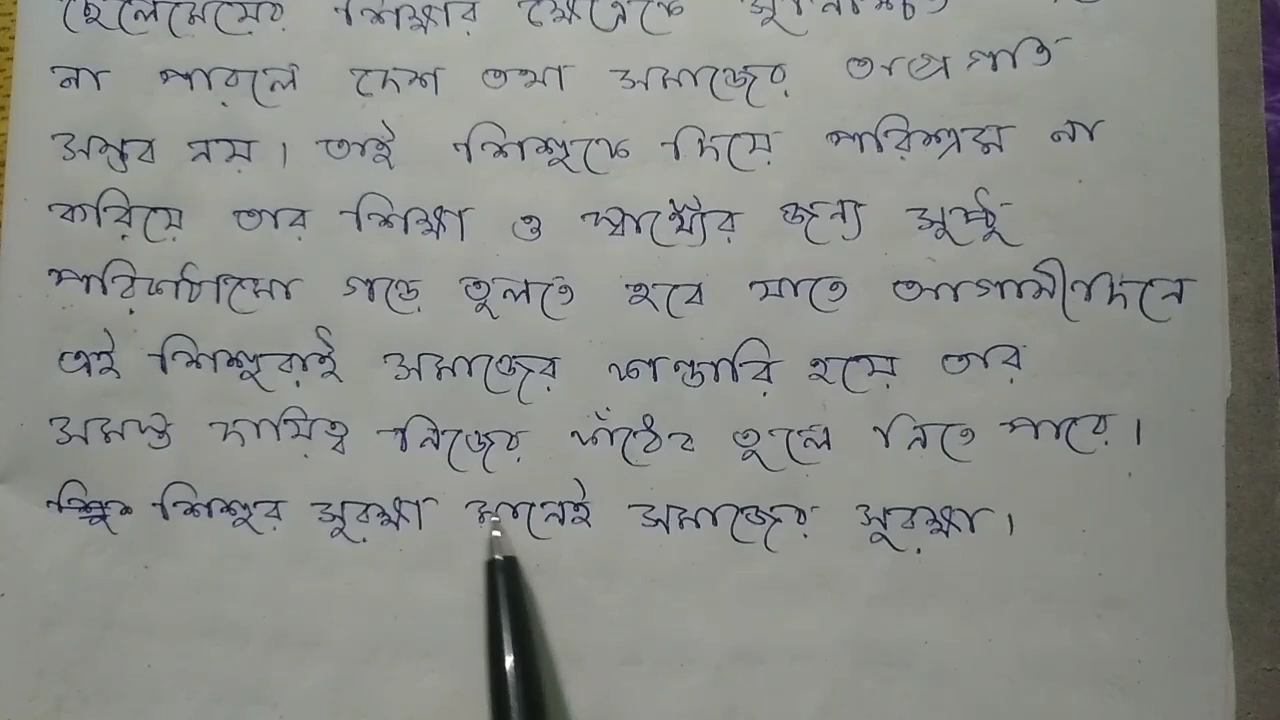 ছেলেমেয়ের শিক্ষার ক্ষেত্রকে
না পারলে দেশ তথা সমাজের অগ্রগতি
সম্ভব নয়। তাই শিশুকে দিয়ে পরিশ্রম না
করিয়ে তার শিক্ষা ও স্বাস্থ্যের জন্য সুষ্ঠু
পরিকাঠামো গড়ে তুলতে হবে যাতে আগামীদিনে
এই শিশুরাই সমাজের কান্ডারি হয়ে তার
সমস্ত দায়িত্ব নিজের কাঁধে তুলে নিতে পারে।
শিশুর সুরক্ষা মানেই সমাজের সুরক্ষা।